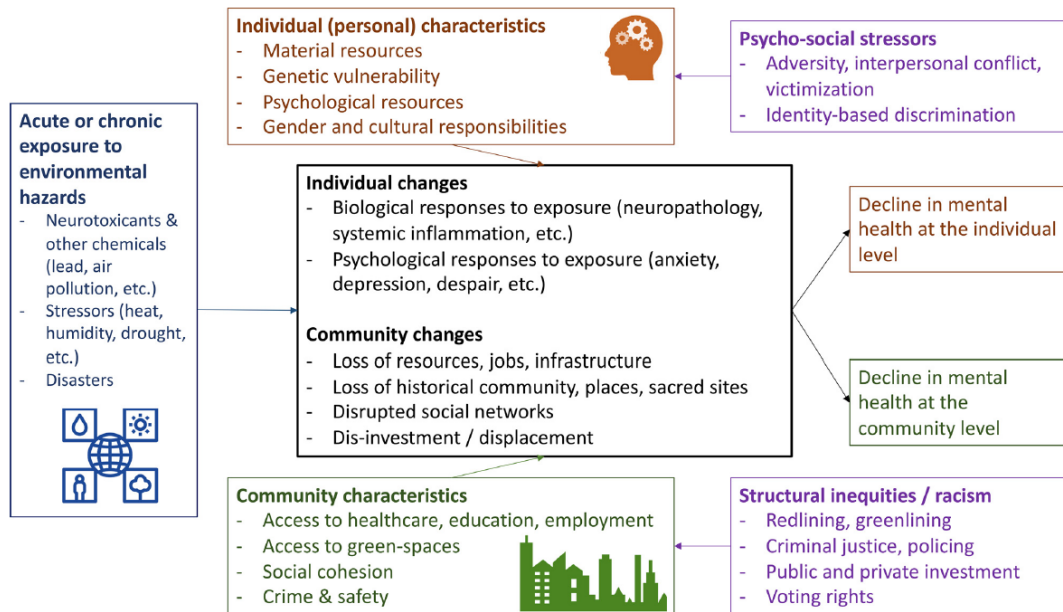 Individual (personal) characteristics
- Material resources
- Genetic vulnerability
- Psychological resources
- Gender and cultural responsibilities
Psycho-social stressors
- Adversity, interpersonal conflict,
victimization
- Identity-based discrimination
Acute or chronic
exposure to
environmental
hazards
- Neurotoxicants &
other chemicals
(lead, air
pollution, etc.)
- Stressors (heat,
humidity, drought,
etc.)
- Disasters
Individual changes
- Biological responses to exposure (neuropathology,
systemic inflammation, etc.)
- Psychological responses to exposure (anxiety,
depression, despair, etc.)
Community changes
- Loss of resources, jobs, infrastructure
- Loss of historical community, places, sacred sites
- Disrupted social networks
- Dis-investment / displacement
Decline in mental
health at the individual
level
Decline in mental
health at the
community level
Community characteristics
- Access to healthcare, education, employment
- Access to green-spaces
- Social cohesion
- Crime & safety
Structural inequities / racism
- Redlining, greenlining
- Criminal justice, policing
- Public and private investment
- Voting rights